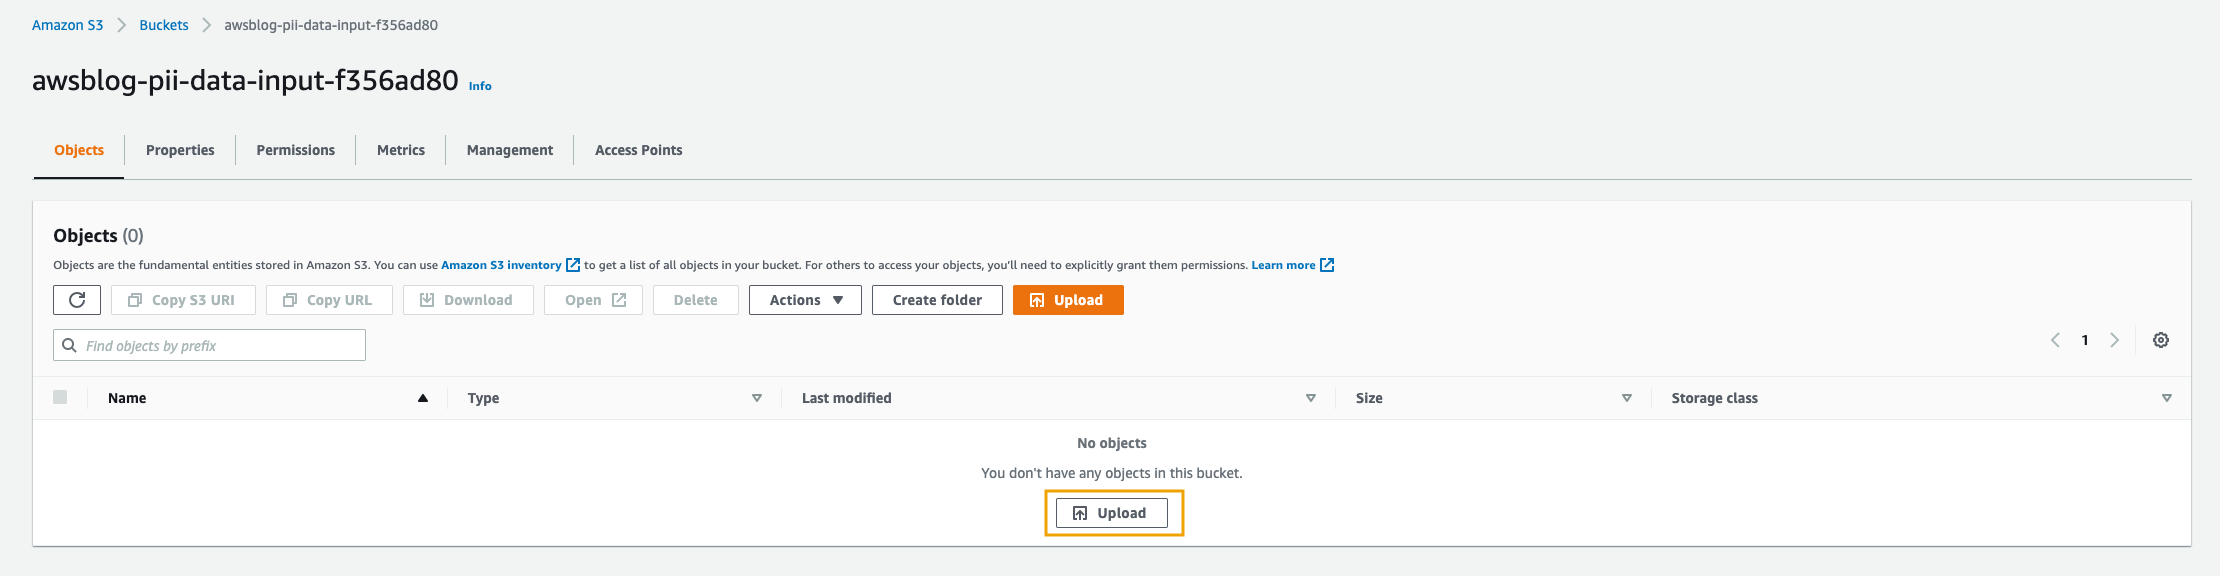 Amazon S3 Buckets awsblog-pii-data-input-f356ad80
awsblog-pii-data-input-f356ad80 Info
Objects Properties Permissions Metrics Management Access Points
Objects (0)
Objects are the fundamental entities stored in Amazon S3. You can use Amazon S3 inventory to get a list of all objects in your bucket. For others to access your objects, you'll need to explicitly grant them permissions. Learn more
Copy S3 URI Copy URL Download Open Delete Actions Create folder Upload
Find objects by prefix 1
Name Type Last modified Size Storage class
No objects
You don't have any objects in this bucket.
Upload